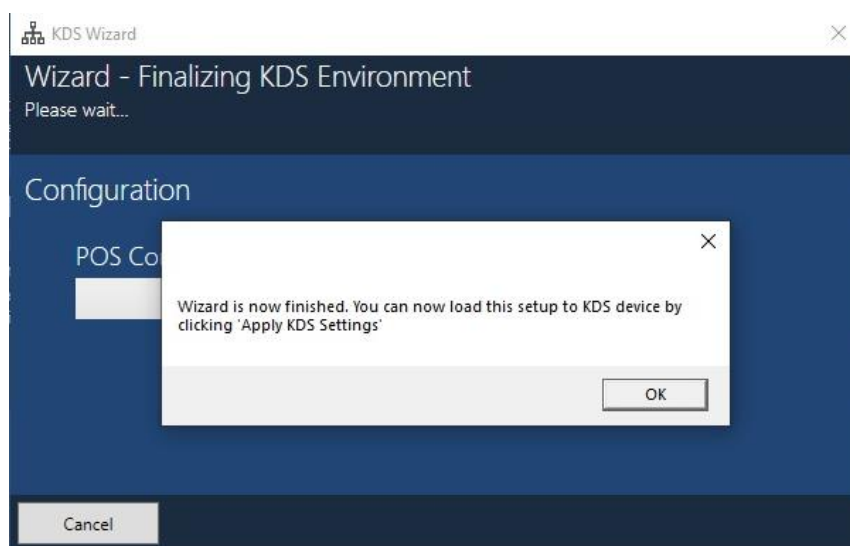 KDS Wizard
Wizard - Finalizing KDS Environment
Please wait...
Configuration
POS Co
Wizard is now finished. You can now load this setup to KDS device by
clicking 'Apply KDS Settings'
OK
Cancel